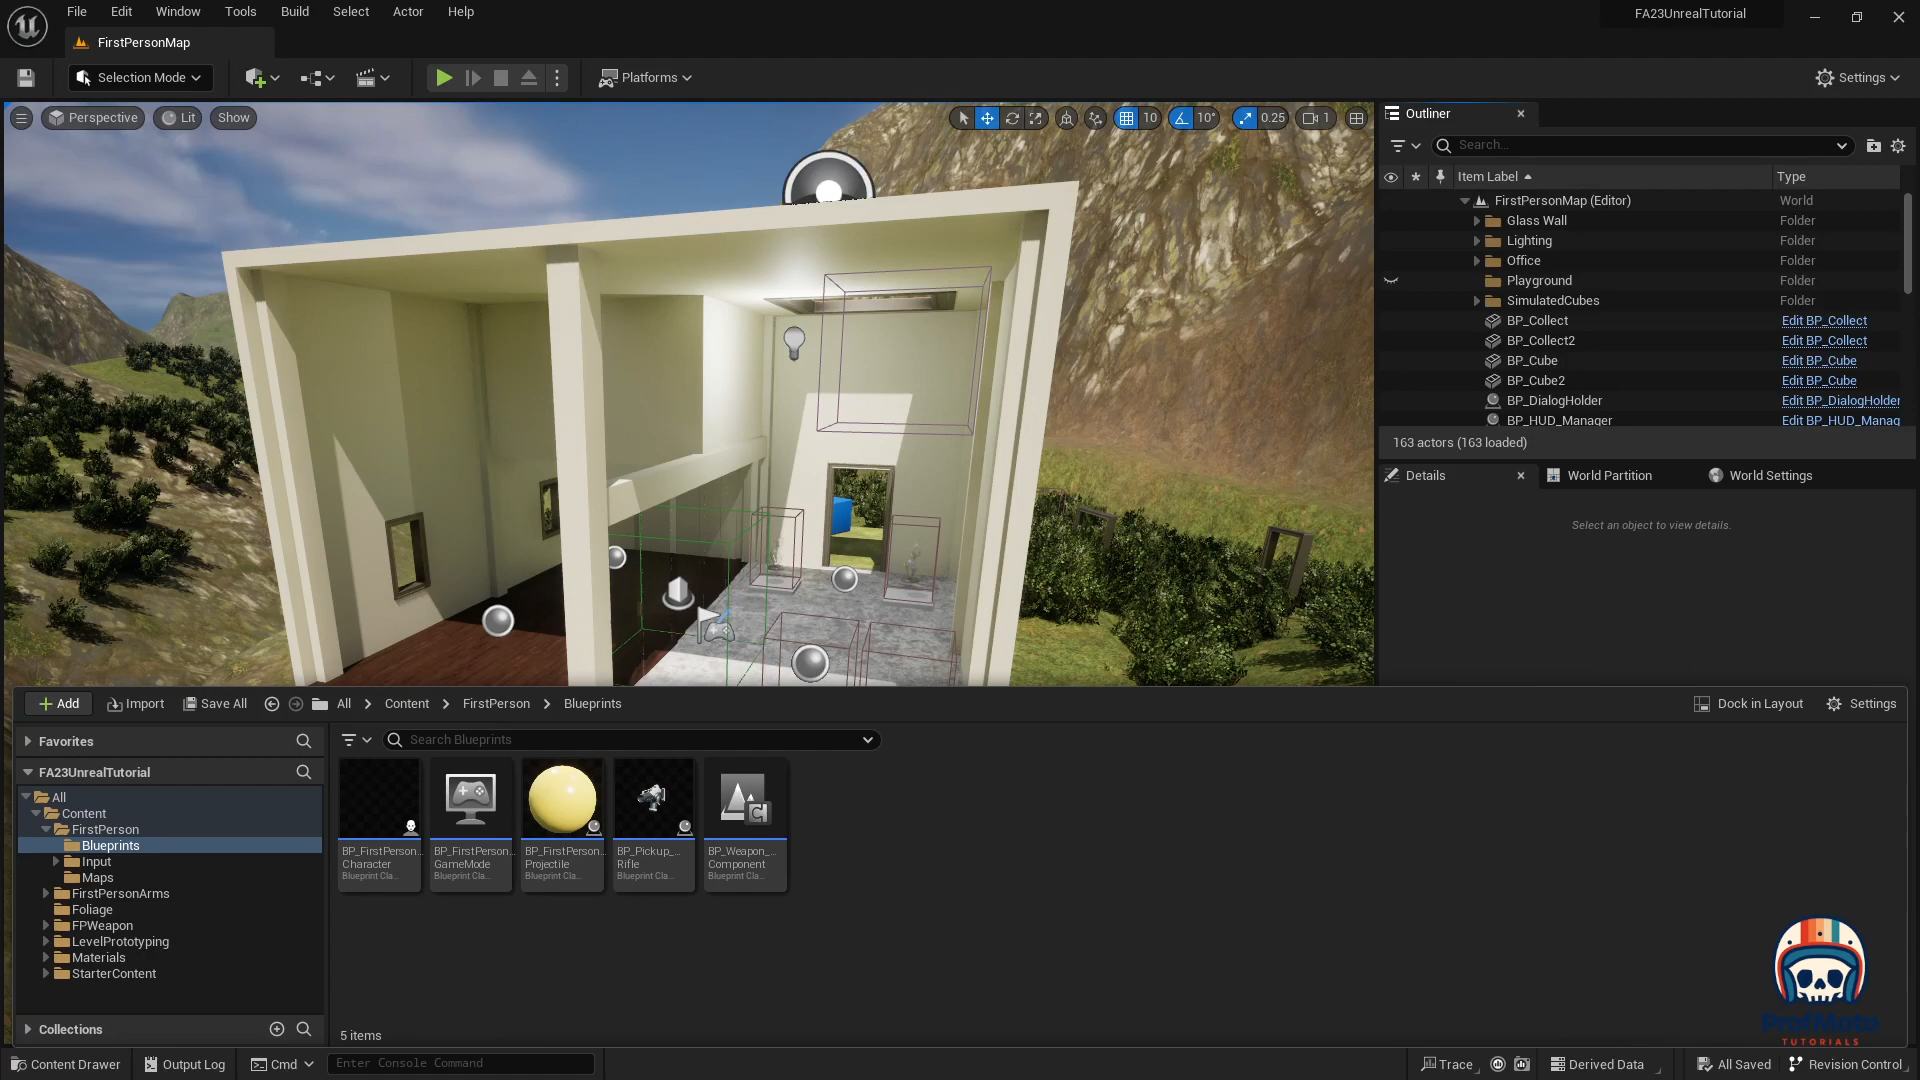 File Edit Window Tools Build Select Actor Help
FA23UnrealTutorial
FirstPersonMap
Selection Mode
Platforms
Settings
Perspective
Lit
Show
10
10°
0.25
1
Outliner
Search...
Item Label
Type
FirstPersonMap (Editor) World
Glass Wall Folder
Lighting Folder
Office Folder
Playground Folder
SimulatedCubes Folder
BP_Collect Edit BP_Collect
BP_Collect2 Edit BP_Collect
BP_Cube Edit BP_Cube
BP_Cube2 Edit BP_Cube
BP_DialogHolder Edit BP_DialogHolder
BP_HUD_Manager Edit BP_HUD_Manag
163 actors (163 loaded)
Details
World Partition
World Settings
Select an object to view details.
Add
Import
Save All
All
Content
FirstPerson
Blueprints
Dock in Layout
Settings
Favorites
Search Blueprints
FA23UnrealTutorial
All
Content
FirstPerson
Blueprints
Input
Maps
FirstPersonArms
Foliage
FPWeapon
LevelPrototyping
Materials
StarterContent
Collections
BP_FirstPerson...
Character
Blueprint Cla...
BP_FirstPerson...
GameMode
Blueprint Cla...
BP_FirstPerson...
Projectile
Blueprint Cla...
BP_Pickup_...
Rifle
Blueprint Cla...
BP_Weapon_...
Component
Blueprint Cla...
5 items
ProfMoto
TUTORIALS
Content Drawer
Output Log
Cmd
Enter Console Command
Trace
Derived Data
All Saved
Revision Control